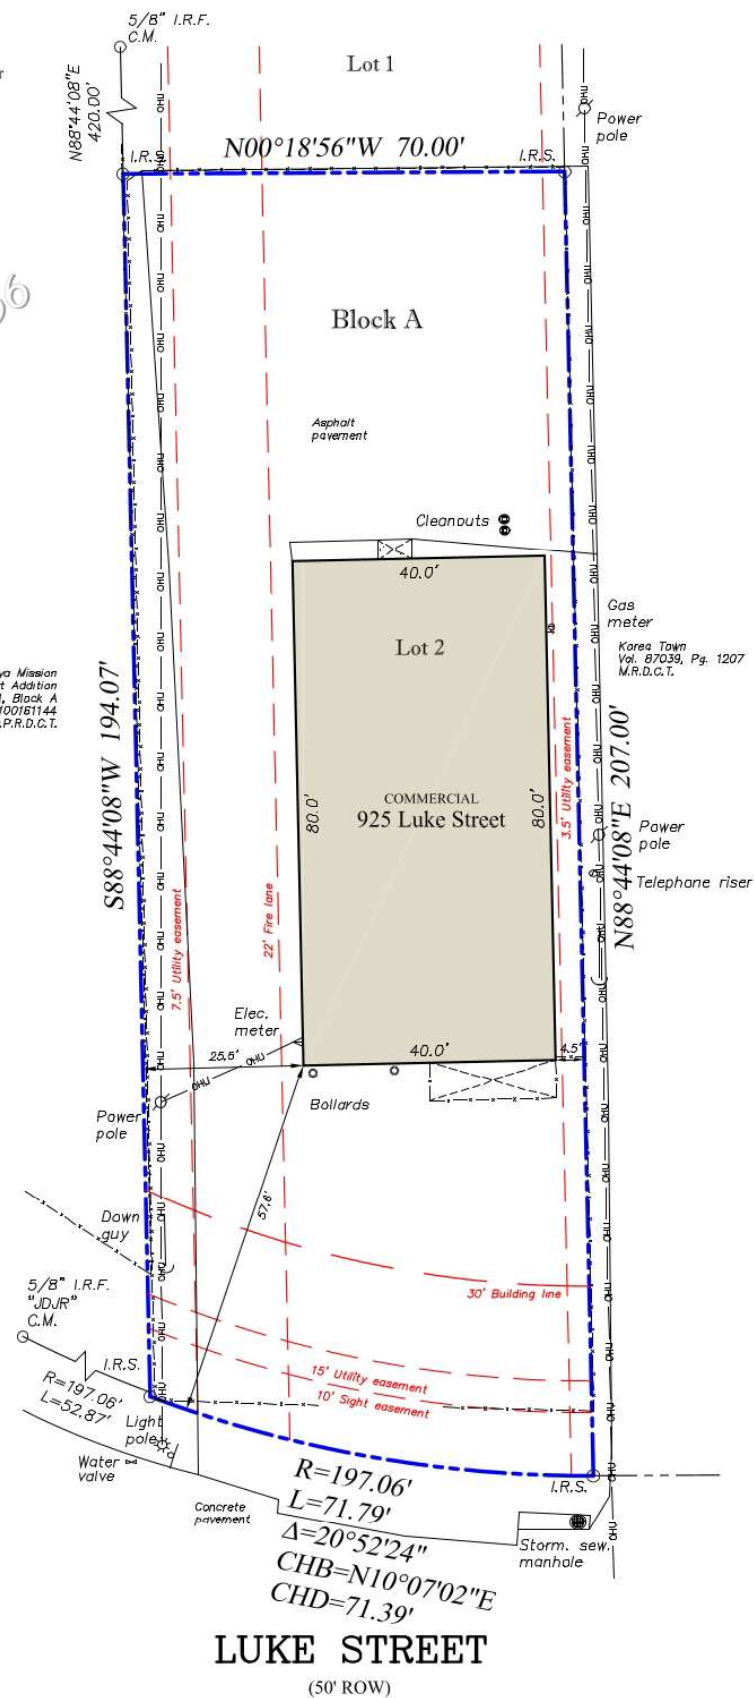 5/8" I.R.F.
C.M.
Lot 1
N88°44'08"E
420.00'
Power
pole
I.R.S.
N00°18'56"W 70.00'
I.R.S.
Block A
Asphalt
pavement
Cleanouts
40.0'
Gas
meter
Lot 2
Korea Town
Vol. 87039, Pg. 1207
M.R.D.C.T.
Mission
Addition
, Block A
P.R.D.C.T.
S88°44'08"W 194.07'
N88°44'08"E 207.00'
3.5' Utility easement
80.0'
COMMERCIAL
925 Luke Street
80.0'
Power
pole
Telephone riser
7.5' Utility easement
22' Fire lane
Elec.
meter
25.5'
OHU
OHU
40.0'
4.5'
Bollards
Power
pole
57.6'
Down
guy
30' Building line
5/8" I.R.F.
"JDJR"
C.M.
I.R.S.
15' Utility easement
10' Sight easement
R=197.06'
L=52.87'
Light
pole
Water
valve
Concrete
pavement
R=197.06'
L=71.79'
Δ=20°52'24"
CHB=N10°07'02"E
CHD=71.39'
I.R.S.
Storm. sew.
manhole
LUKE STREET
(50' ROW)